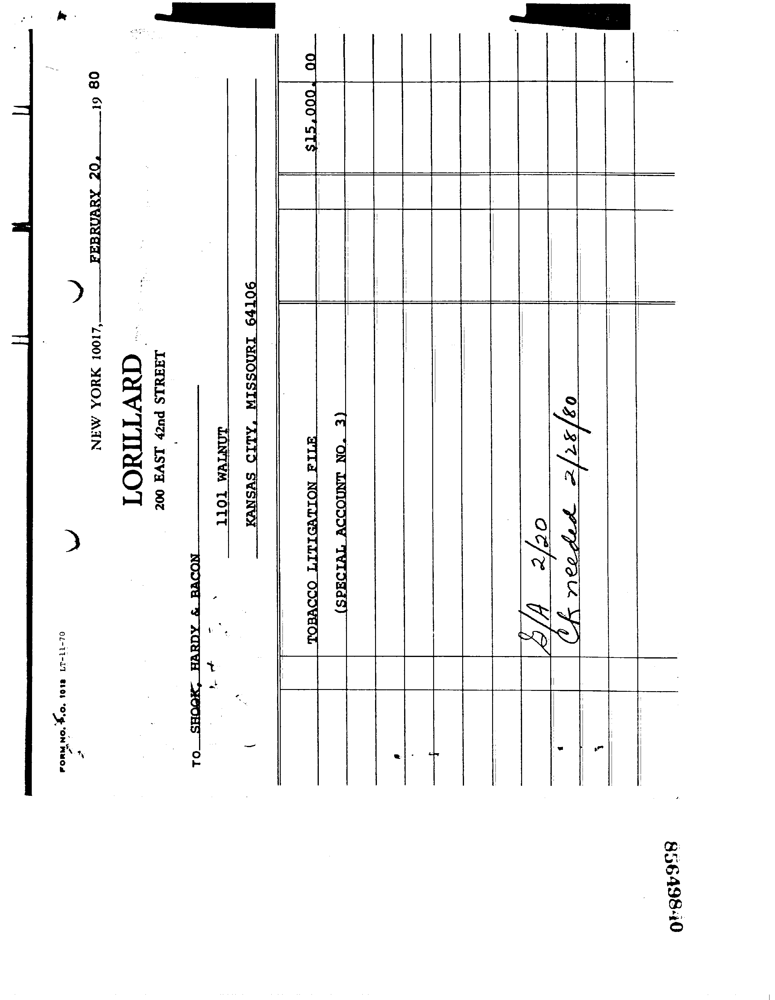 FORM NO. X.O. 1018 LT-11-70
NEW YORK 10017, FEBRUARY 20, 19 80
LORILLARD
200 EAST 42nd STREET
TO SHOOK, HARDY & BACON
1101 WALNUT
KANSAS CITY, MISSOURI 64106
TOBACCO LITIGATION FILE $15,000. 00
(SPECIAL ACCOUNT NO. 3)
S/A 2/20
Ck needed 2/28/80
85649840